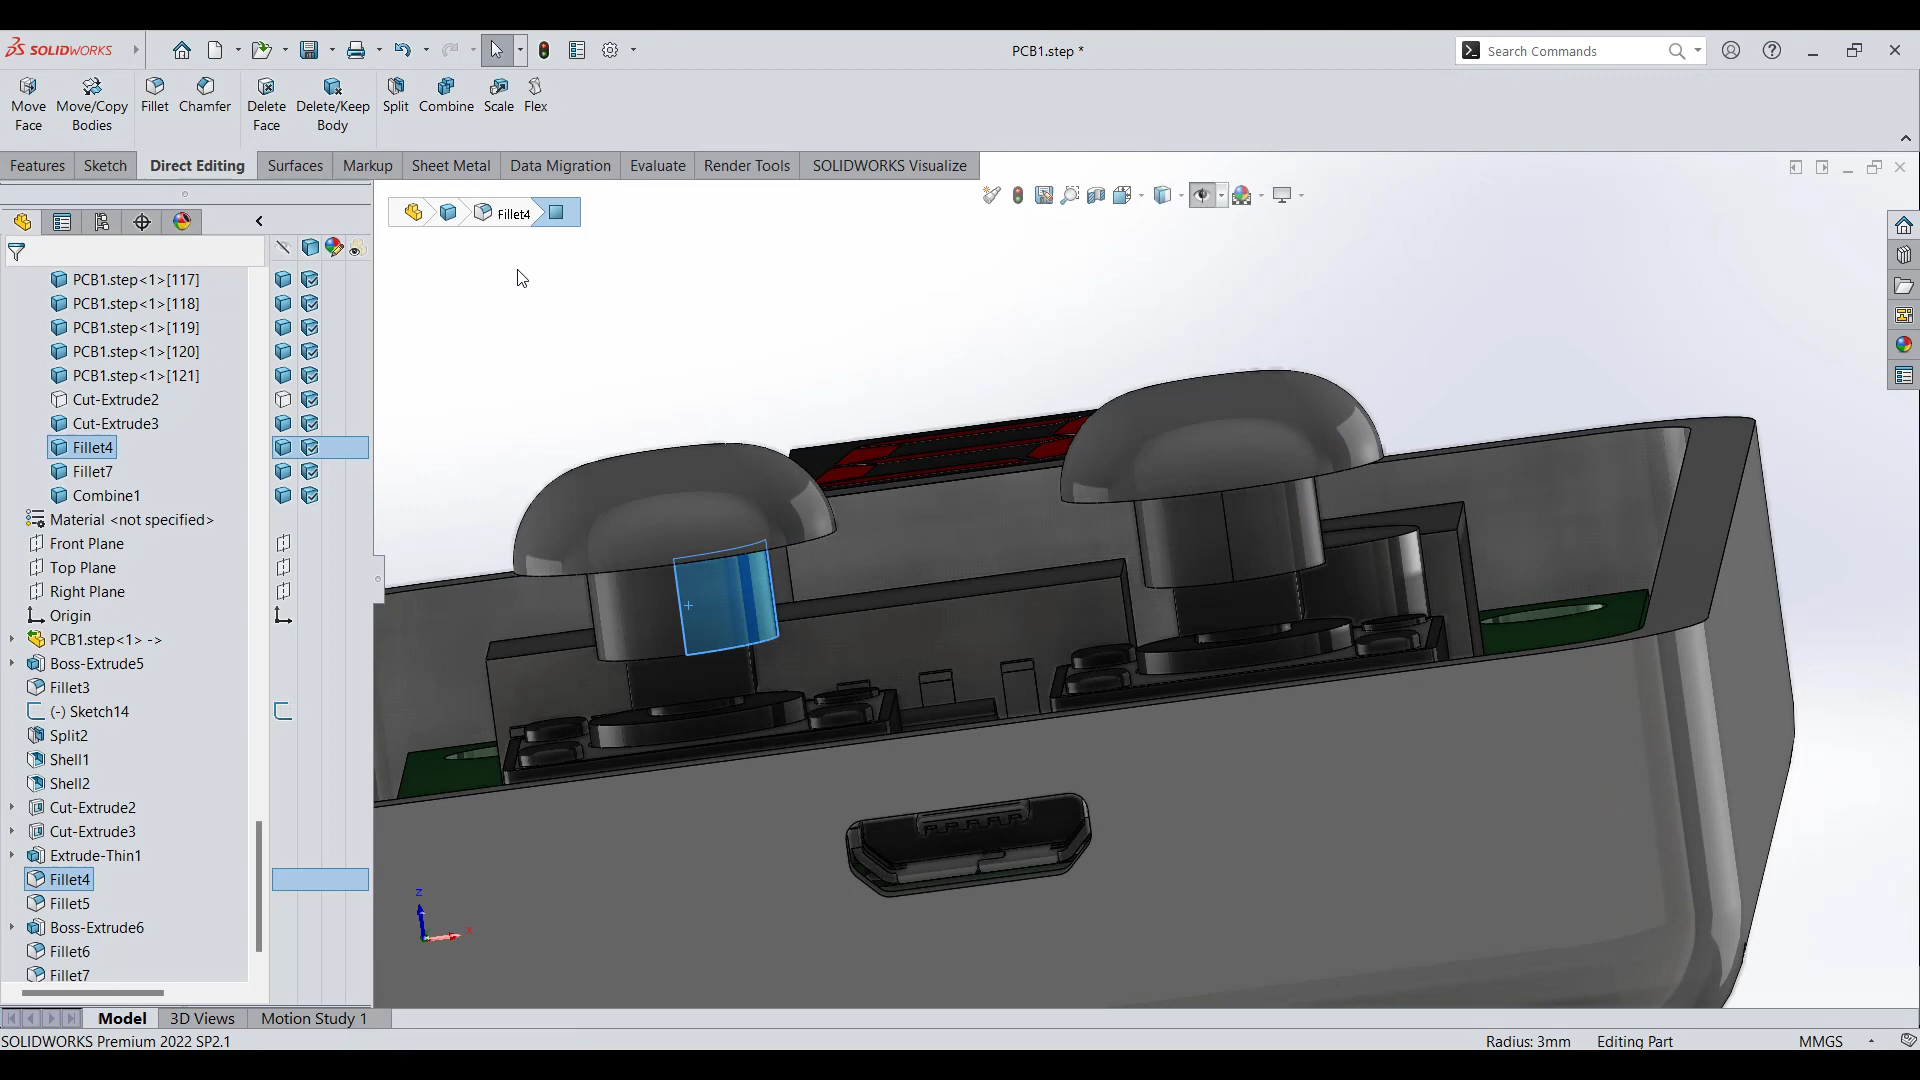 SOLIDWORKS
PCB1.step *
Search Commands
Move Face
Move/Copy Bodies
Fillet
Chamfer
Delete Face
Delete/Keep Body
Split
Combine
Scale
Flex
Features
Sketch
Direct Editing
Surfaces
Markup
Sheet Metal
Data Migration
Evaluate
Render Tools
SOLIDWORKS Visualize
Fillet4
PCB1.step<1>[117]
PCB1.step<1>[118]
PCB1.step<1>[119]
PCB1.step<1>[120]
PCB1.step<1>[121]
Cut-Extrude2
Cut-Extrude3
Fillet4
Fillet7
Combine1
Material <not specified>
Front Plane
Top Plane
Right Plane
Origin
PCB1.step<1> ->
Boss-Extrude5
Fillet3
(-) Sketch14
Split2
Shell1
Shell2
Cut-Extrude2
Cut-Extrude3
Extrude-Thin1
Fillet4
Fillet5
Boss-Extrude6
Fillet6
Fillet7
z
x
Model
3D Views
Motion Study 1
SOLIDWORKS Premium 2022 SP2.1
Radius: 3mm
Editing Part
MMGS